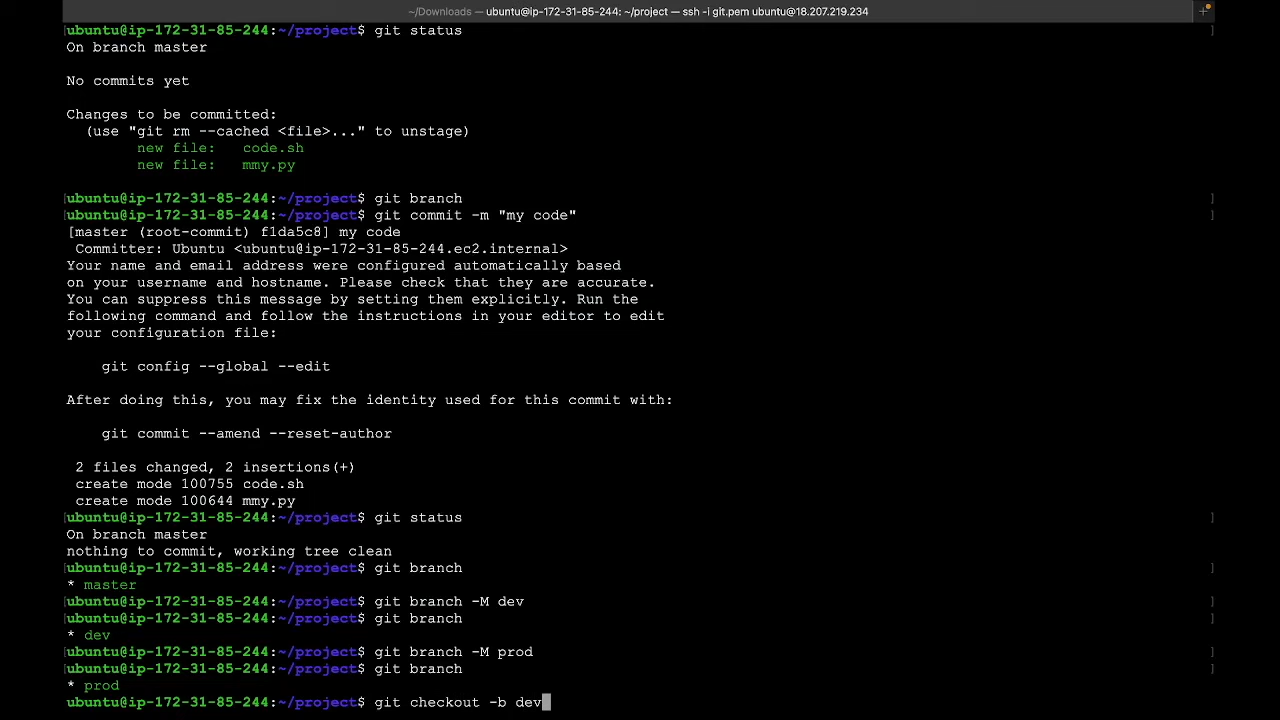 ~/Downloads — ubuntu@ip-172-31-85-244: ~/project — ssh -i git.pem ubuntu@18.207.219.234
ubuntu@ip-172-31-85-244:~/project$ git status
On branch master
No commits yet
Changes to be committed:
  (use "git rm --cached <file>..." to unstage)
        new file:   code.sh
        new file:   mmy.py
ubuntu@ip-172-31-85-244:~/project$ git branch
ubuntu@ip-172-31-85-244:~/project$ git commit -m "my code"
[master (root-commit) f1da5c8] my code
 Committer: Ubuntu <ubuntu@ip-172-31-85-244.ec2.internal>
Your name and email address were configured automatically based
on your username and hostname. Please check that they are accurate.
You can suppress this message by setting them explicitly. Run the
following command and follow the instructions in your editor to edit
your configuration file:
    git config --global --edit
After doing this, you may fix the identity used for this commit with:
    git commit --amend --reset-author
 2 files changed, 2 insertions(+)
 create mode 100755 code.sh
 create mode 100644 mmy.py
ubuntu@ip-172-31-85-244:~/project$ git status
On branch master
nothing to commit, working tree clean
ubuntu@ip-172-31-85-244:~/project$ git branch
* master
ubuntu@ip-172-31-85-244:~/project$ git branch -M dev
ubuntu@ip-172-31-85-244:~/project$ git branch
* dev
ubuntu@ip-172-31-85-244:~/project$ git branch -M prod
ubuntu@ip-172-31-85-244:~/project$ git branch
* prod
ubuntu@ip-172-31-85-244:~/project$ git checkout -b dev